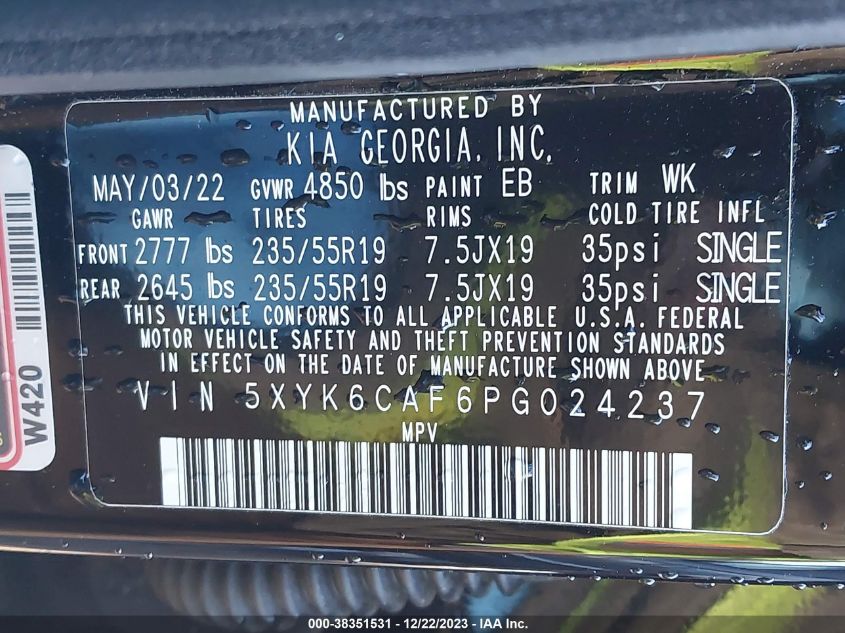 MANUFACTURED BY
KIA GEORGIA, INC.
MAY/03/22 GVWR 4850 lbs PAINT EB TRIM WK
GAWR TIRES RIMS COLD TIRE INFL
FRONT 2777 lbs 235/55R19 7.5JX19 35psi SINGLE
REAR 2645 lbs 235/55R19 7.5JX19 35psi SINGLE
THIS VEHICLE CONFORMS TO ALL APPLICABLE U.S.A. FEDERAL
MOTOR VEHICLE SAFETY AND THEFT PREVENTION STANDARDS
IN EFFECT ON THE DATE OF MANUFACTURE SHOWN ABOVE
VIN 5XYK6CAF6PG024237
MPV
W420
000-38351531 - 12/22/2023 - IAA Inc.